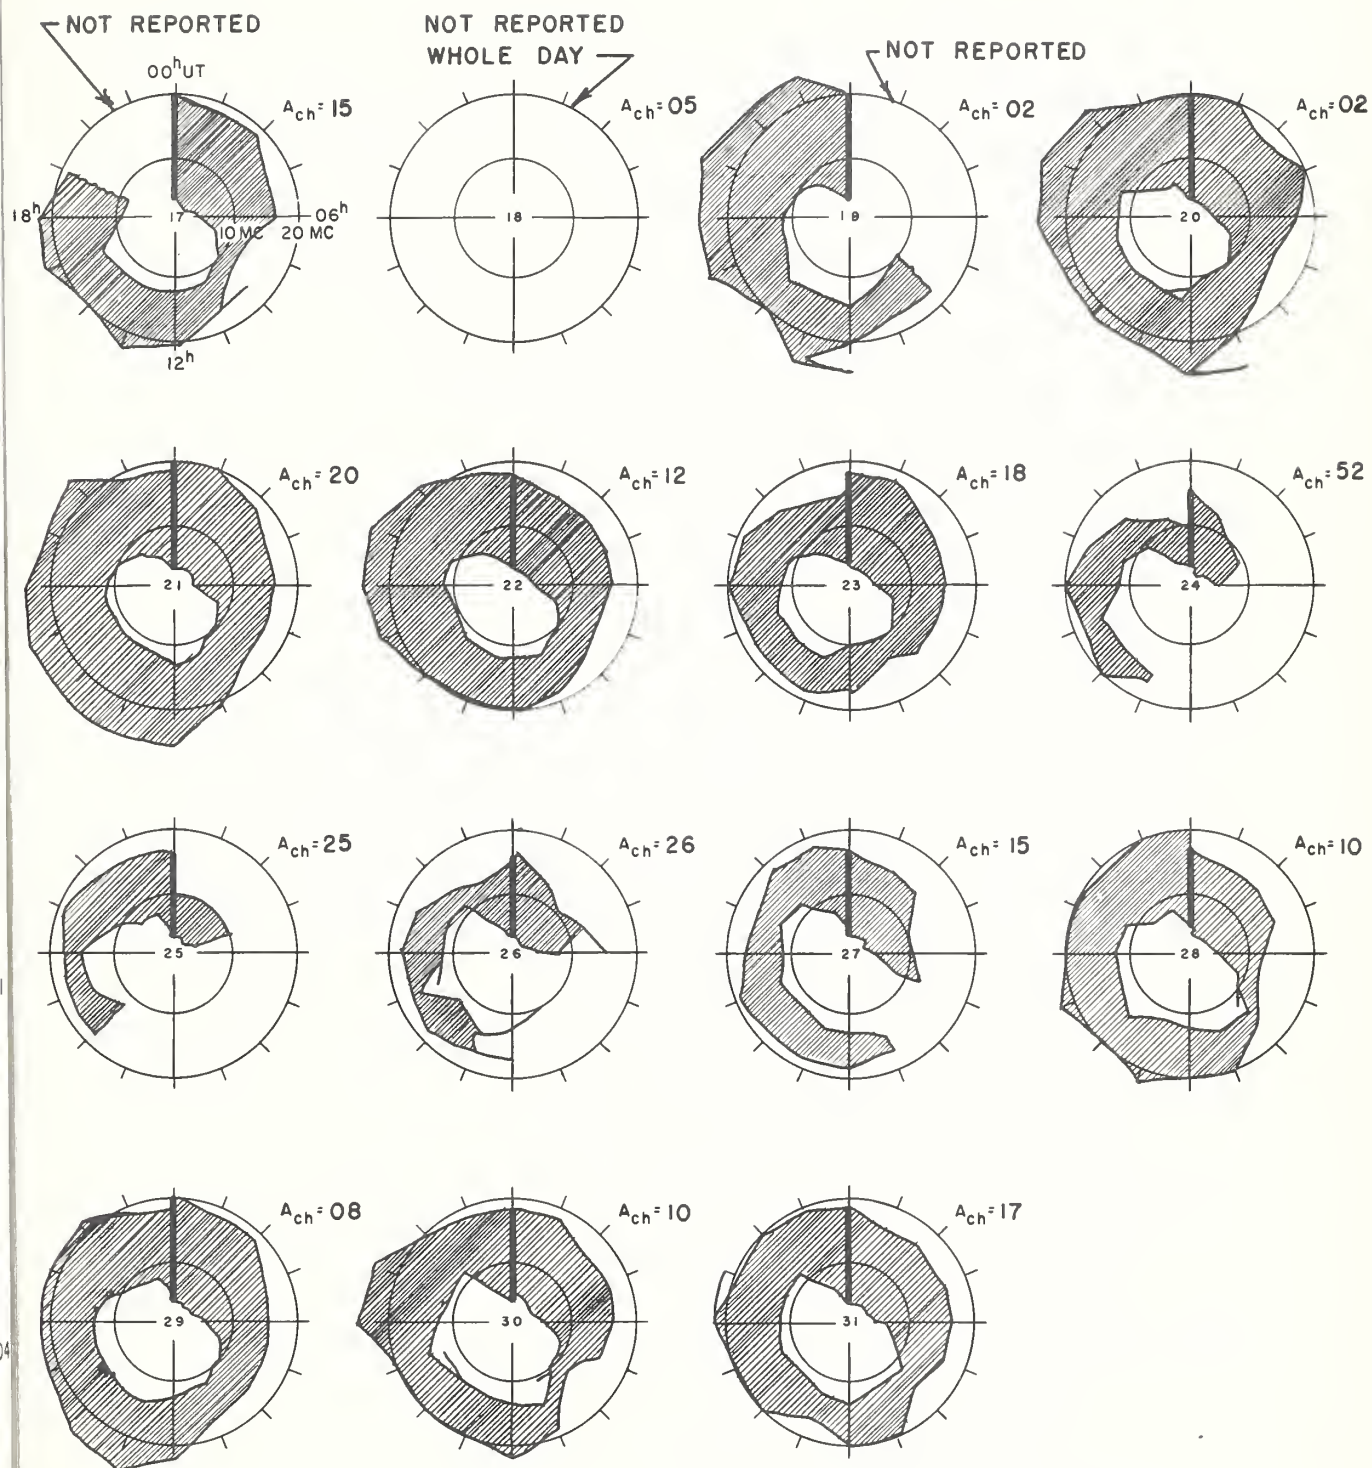 NOT REPORTED
NOT REPORTED
WHOLE DAY
NOT REPORTED
00ʰ UT
Ach = 15
Ach = 05
Ach = 02
Ach = 02
18ʰ
17
06ʰ
10 MC
20 MC
12ʰ
18
19
20
Ach = 20
Ach = 12
Ach = 18
Ach = 52
21
22
23
24
Ach = 25
Ach = 26
Ach = 15
Ach = 10
25
26
27
28
Ach = 08
Ach = 10
Ach = 17
29
30
31